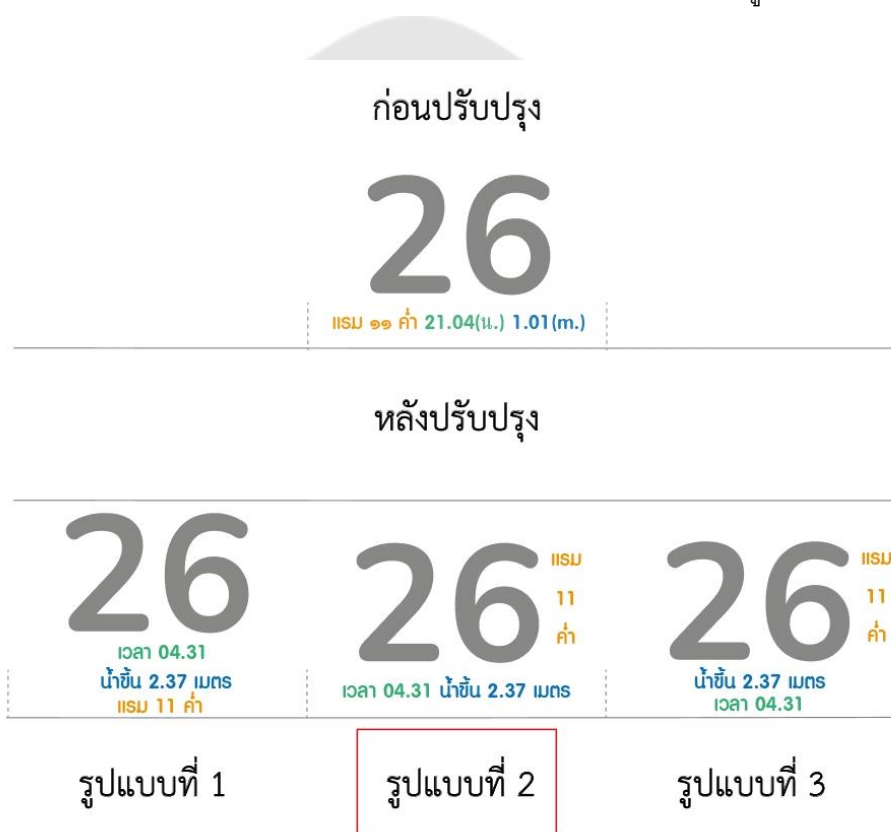 ก่อนปรับปรุง
26
แรม ๑๑ ค่ำ 21.04(น.) 1.01(m.)
หลังปรับปรุง
26
เวลา 04.31
น้ำขึ้น 2.37 เมตร
แรม 11 ค่ำ
รูปแบบที่ 1
26
แรม
11
ค่ำ
เวลา 04.31 น้ำขึ้น 2.37 เมตร
รูปแบบที่ 2
26
แรม
11
ค่ำ
น้ำขึ้น 2.37 เมตร
เวลา 04.31
รูปแบบที่ 3